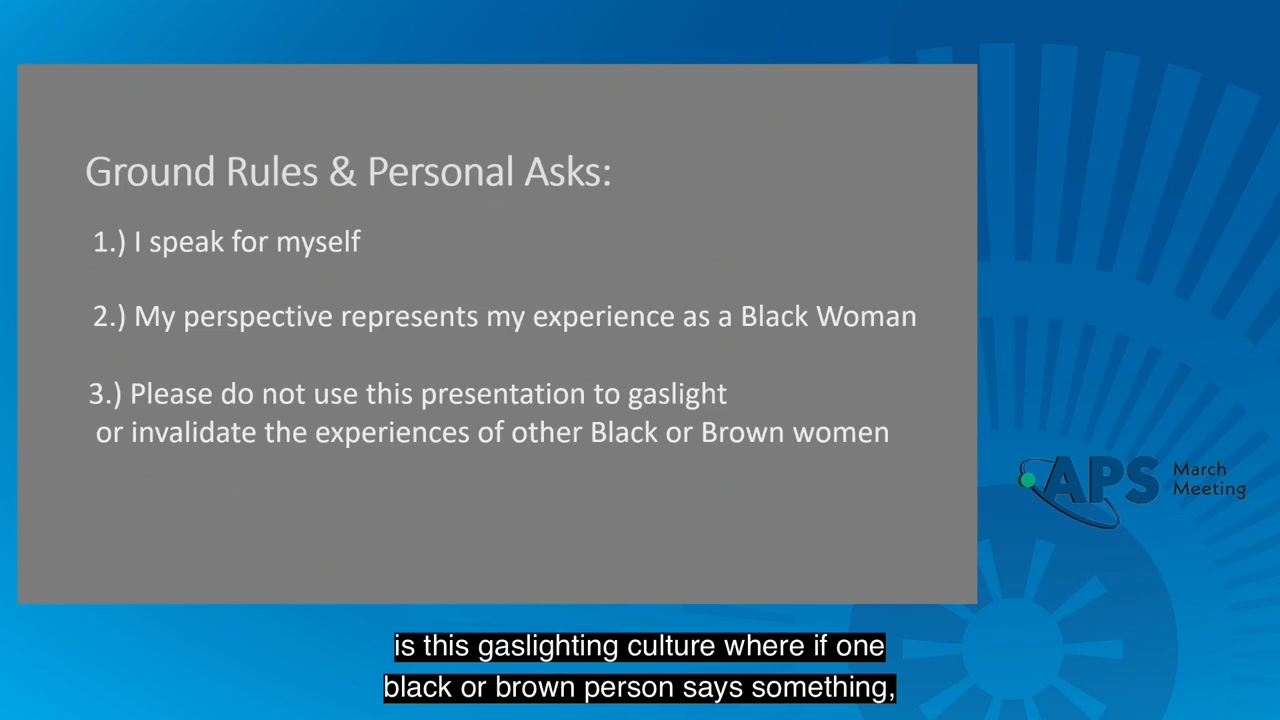 Ground Rules & Personal Asks:
1.) I speak for myself
2.) My perspective represents my experience as a Black Woman
3.) Please do not use this presentation to gaslight
or invalidate the experiences of other Black or Brown women
APS March
Meeting
is this gaslighting culture where if one
black or brown person says something,